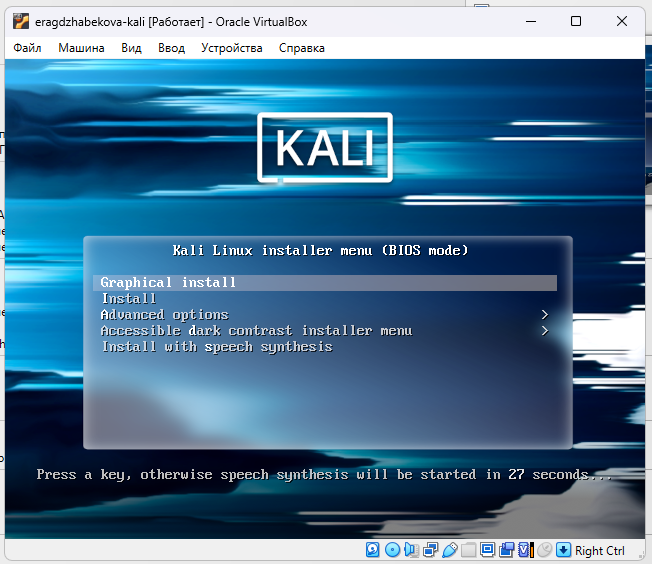 eragdzhabekova-kali [Работает] - Oracle VirtualBox
Файл Машина Вид Ввод Устройства Справка
KALI
Kali Linux installer menu (BIOS mode)
Graphical install
Install
Advanced options >
Accessible dark contrast installer menu >
Install with speech synthesis
Press a key, otherwise speech synthesis will be started in 27 seconds...
Right Ctrl